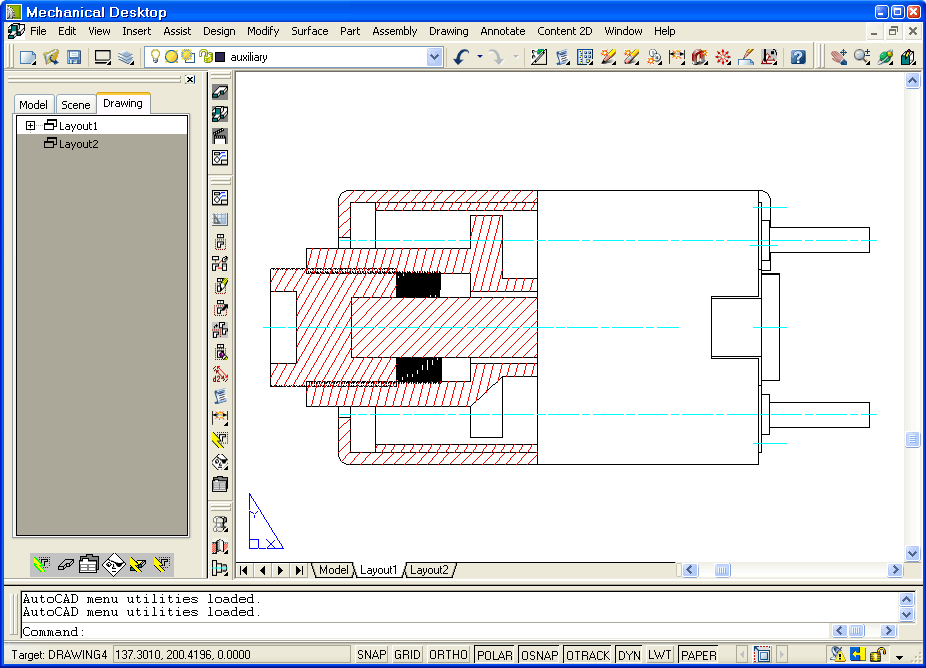 Mechanical Desktop
File Edit View Insert Assist Design Modify Surface Part Assembly Drawing Annotate Content 2D Window Help
auxiliary
Model Scene Drawing
Layout1
Layout2
Y
X
Model Layout1 Layout2
AutoCAD menu utilities loaded.
AutoCAD menu utilities loaded.
Command:
Target: DRAWING4 137.3010, 200.4196, 0.0000 SNAP GRID ORTHO POLAR OSNAP OTRACK DYN LWT PAPER